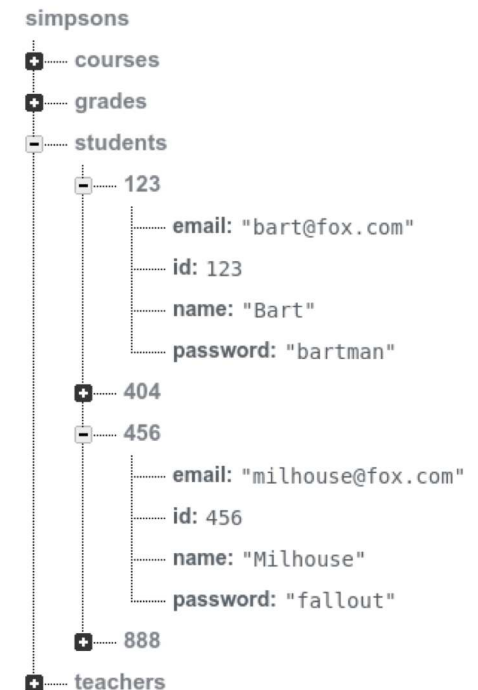 simpsons
courses
grades
students
123
email: "bart@fox.com"
id: 123
name: "Bart"
password: "bartman"
404
456
email: "milhouse@fox.com"
id: 456
name: "Milhouse"
password: "fallout"
888
teachers